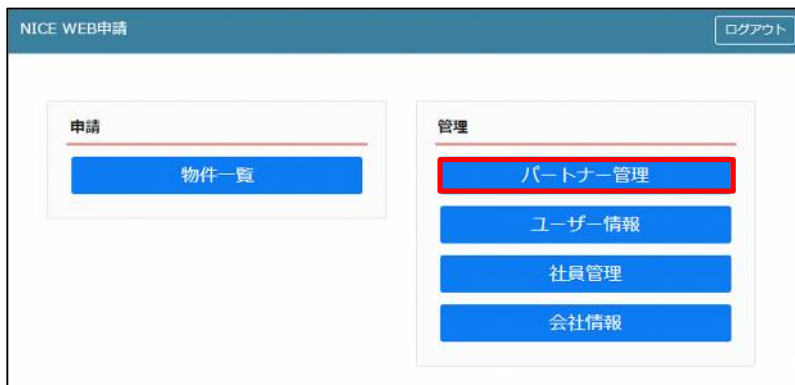 NICE WEB申請
ログアウト
申請
物件一覧
管理
パートナー管理
ユーザー情報
社員管理
会社情報